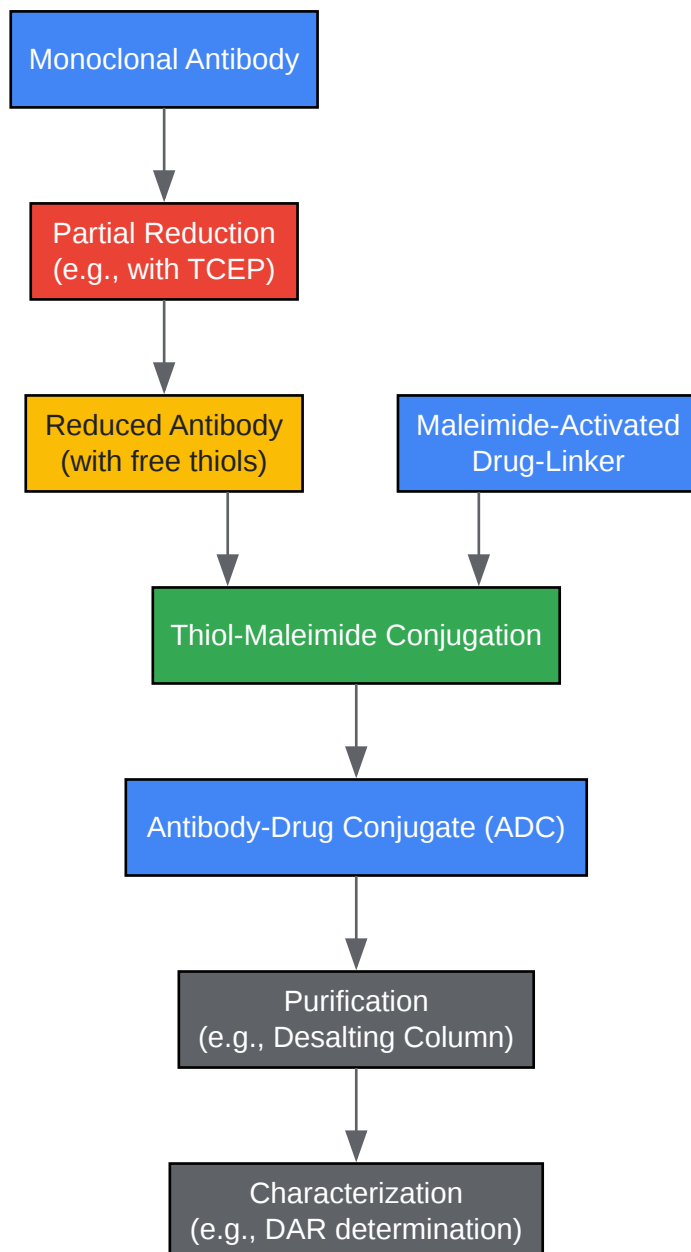 Monoclonal Antibody
Partial Reduction
(e.g., with TCEP)
Reduced Antibody
(with free thiols)
Maleimide-Activated
Drug-Linker
Thiol-Maleimide Conjugation
Antibody-Drug Conjugate (ADC)
Purification
(e.g., Desalting Column)
Characterization
(e.g., DAR determination)